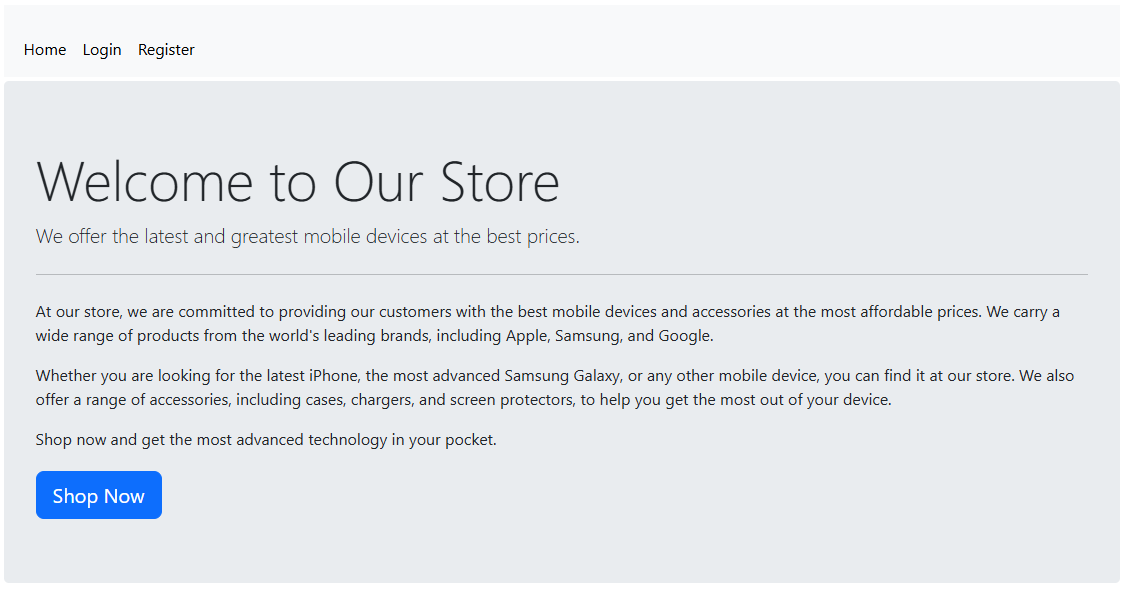 Home Login Register
Welcome to Our Store
We offer the latest and greatest mobile devices at the best prices.
At our store, we are committed to providing our customers with the best mobile devices and accessories at the most affordable prices. We carry a
wide range of products from the world's leading brands, including Apple, Samsung, and Google.
Whether you are looking for the latest iPhone, the most advanced Samsung Galaxy, or any other mobile device, you can find it at our store. We also
offer a range of accessories, including cases, chargers, and screen protectors, to help you get the most out of your device.
Shop now and get the most advanced technology in your pocket.
Shop Now